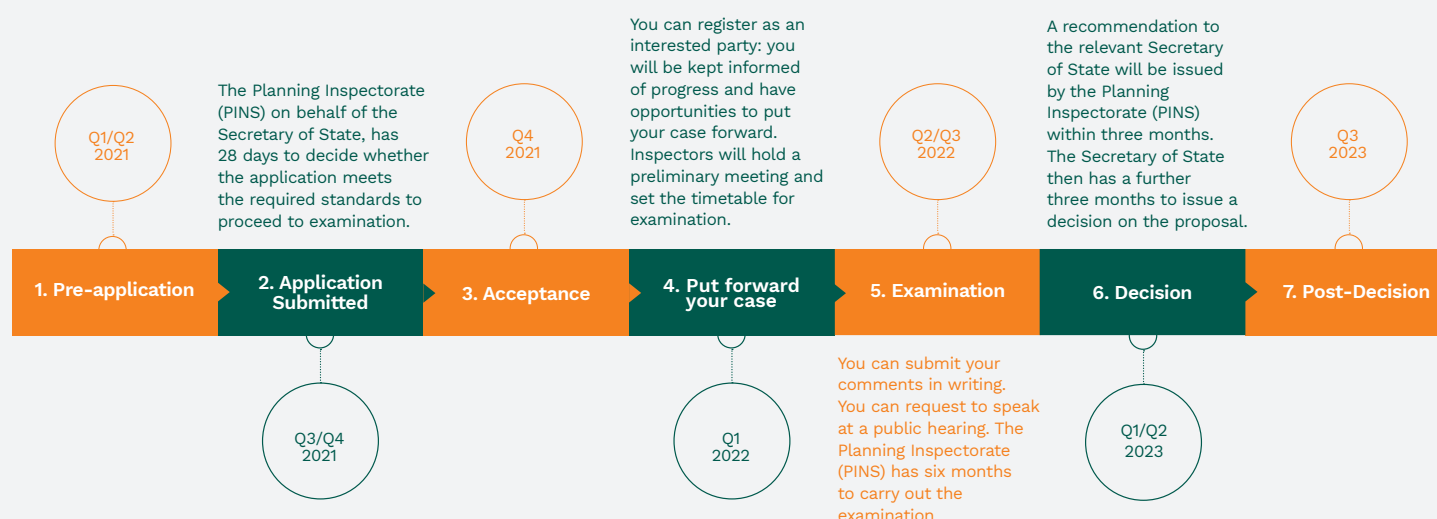 Q1/Q2
2021
The Planning Inspectorate
(PINS) on behalf of the
Secretary of State, has
28 days to decide whether
the application meets
the required standards to
proceed to examination.
Q4
2021
You can register as an
interested party: you
will be kept informed
of progress and have
opportunities to put
your case forward.
Inspectors will hold a
preliminary meeting and
set the timetable for
examination.
Q2/Q3
2022
A recommendation to
the relevant Secretary
of State will be issued
by the Planning
Inspectorate (PINS)
within three months.
The Secretary of State
then has a further
three months to issue a
decision on the proposal.
Q3
2023
1. Pre-application
2. Application
Submitted
3. Acceptance
4. Put forward
your case
5. Examination
6. Decision
7. Post-Decision
Q3/Q4
2021
Q1
2022
You can submit your
comments in writing.
You can request to speak
at a public hearing. The
Planning Inspectorate
(PINS) has six months
to carry out the
examination
Q1/Q2
2023